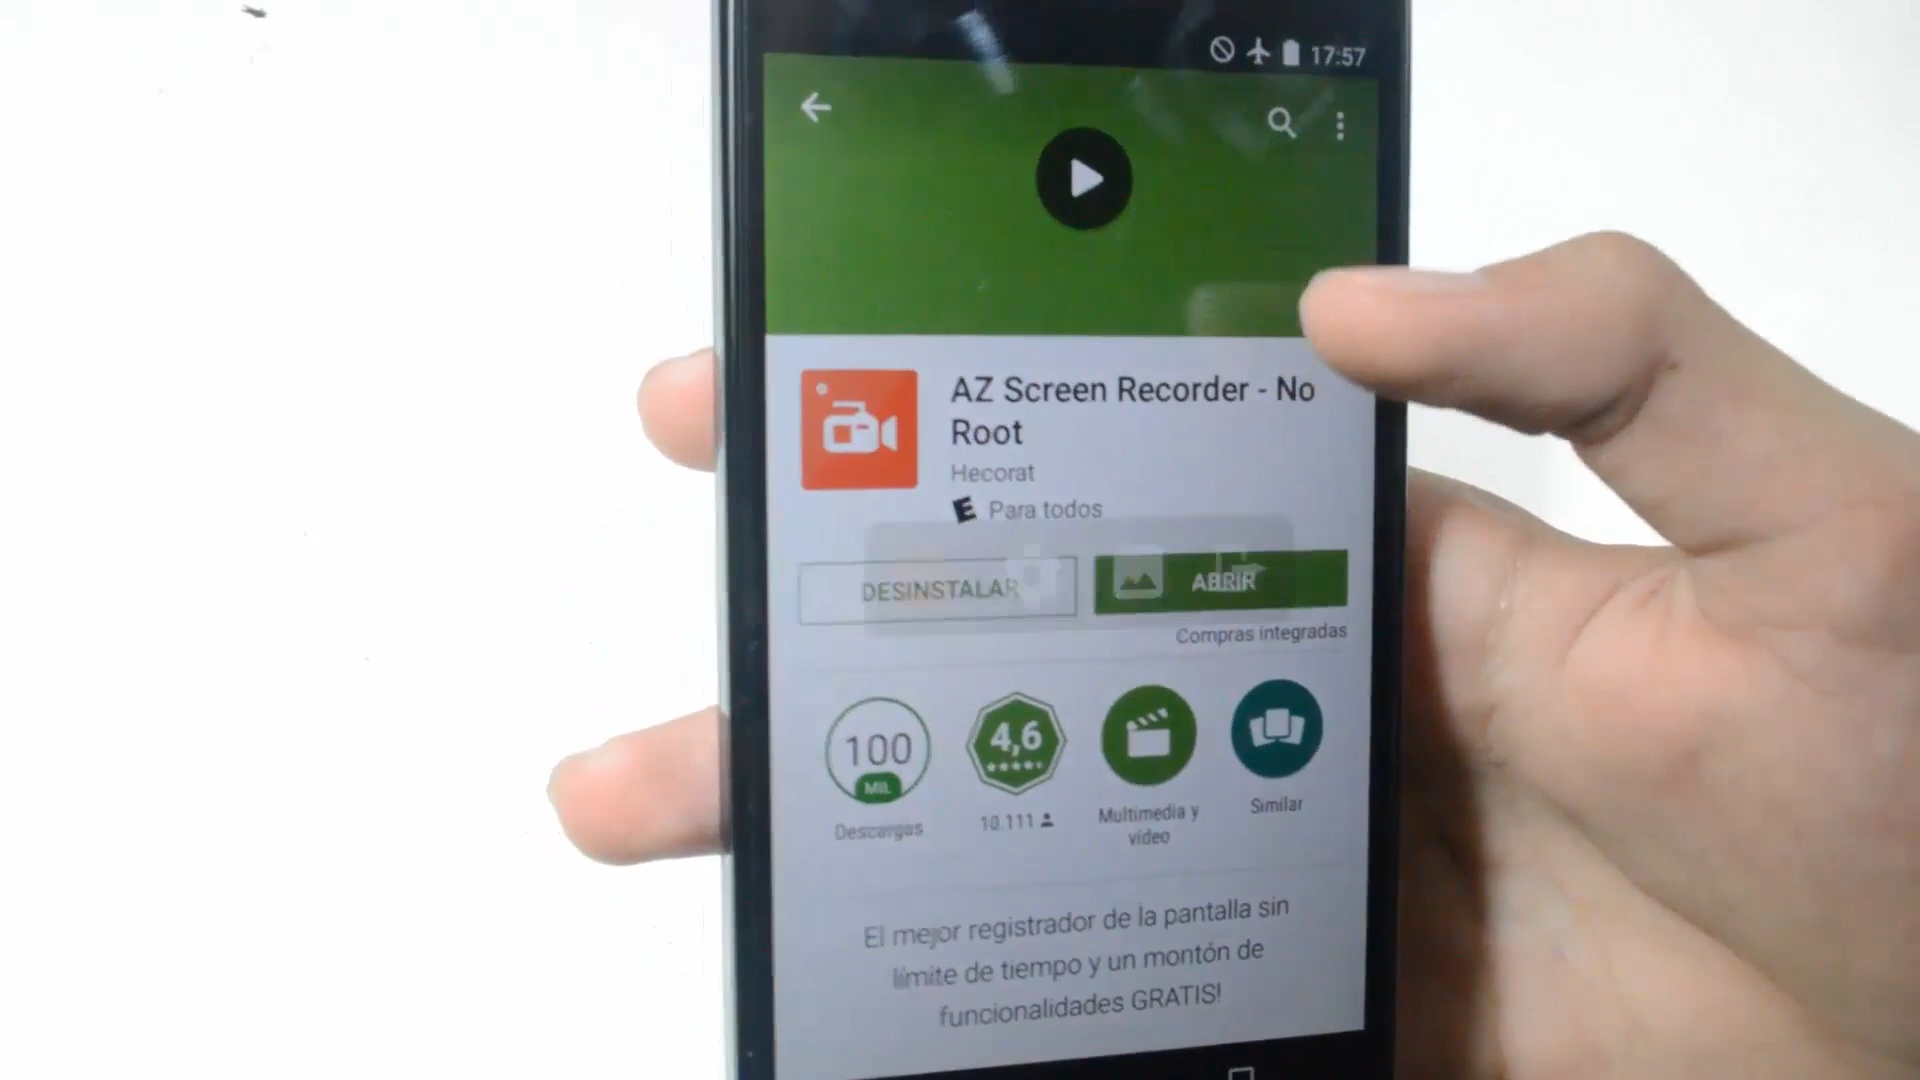 17:57
AZ Screen Recorder - No
Root
Hecorat
E Para todos
DESINSTALAR
ABRIR
Compras integradas
100
MIL
Descargas
4,6
10.111
Multimedia y
vídeo
Similar
El mejor registrador de la pantalla sin
límite de tiempo y un montón de
funcionalidades GRATIS!